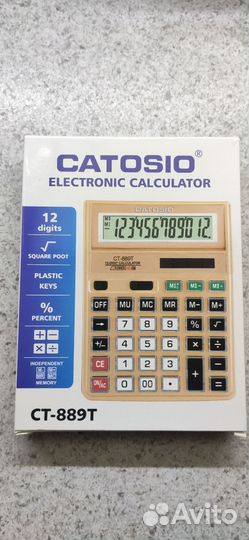 CATOSIO®
ELECTRONIC CALCULATOR
12
digits
√
SQUARE POOT
PLASTIC
KEYS
%
PERCENT
+ −
× ÷
INDEPENDENT
MEMORY
CT-889T
CATOSIO
1234567890 12.
CT-889T
OFF MU MC MR M− M+
→ 7 8 9 % √
4 5 6 × ÷
CE 1 2 3 + −
ON/AC 0 00 • =
Avito